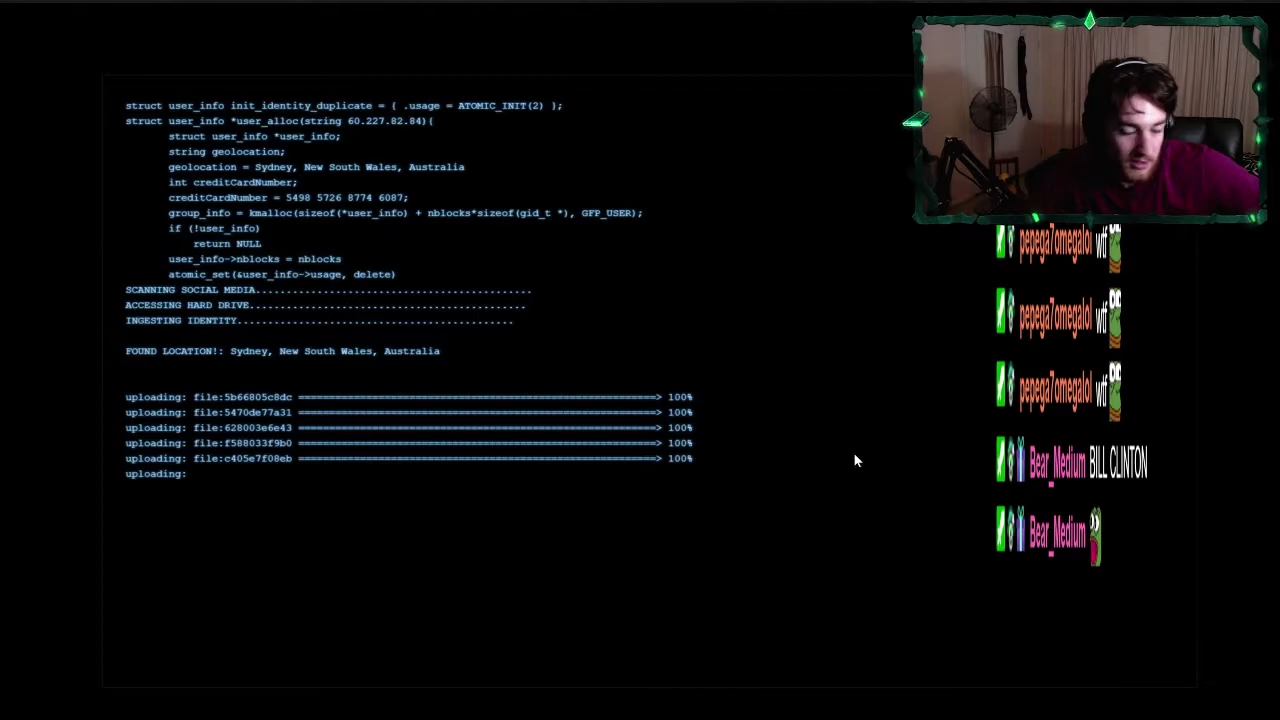 struct user_info init_identity_duplicate = { .usage = ATOMIC_INIT(2) };
struct user_info *user_alloc(string 60.227.82.84){
struct user_info *user_info;
string geolocation;
geolocation = Sydney, New South Wales, Australia
int creditCardNumber;
creditCardNumber = 5498 5726 8774 6087;
group_info = kmalloc(sizeof(*user_info) + nblocks*sizeof(gid_t *), GFP_USER);
if (!user_info)
return NULL
user_info->nblocks = nblocks
atomic_set(&user_info->usage, delete)
SCANNING SOCIAL MEDIA.............................................
ACCESSING HARD DRIVE.............................................
INGESTING IDENTITY.............................................
FOUND LOCATION!: Sydney, New South Wales, Australia
uploading: file:5b66805c8dc ==========================================================> 100%
uploading: file:5470de77a31 ==========================================================> 100%
uploading: file:628003e6e43 ==========================================================> 100%
uploading: file:f588033f9b0 ==========================================================> 100%
uploading: file:c405e7f08eb ==========================================================> 100%
uploading:
pepega7omegalol wtf
pepega7omegalol wtf
pepega7omegalol wtf
Bear_Medium BILL CLINTON
Bear_Medium